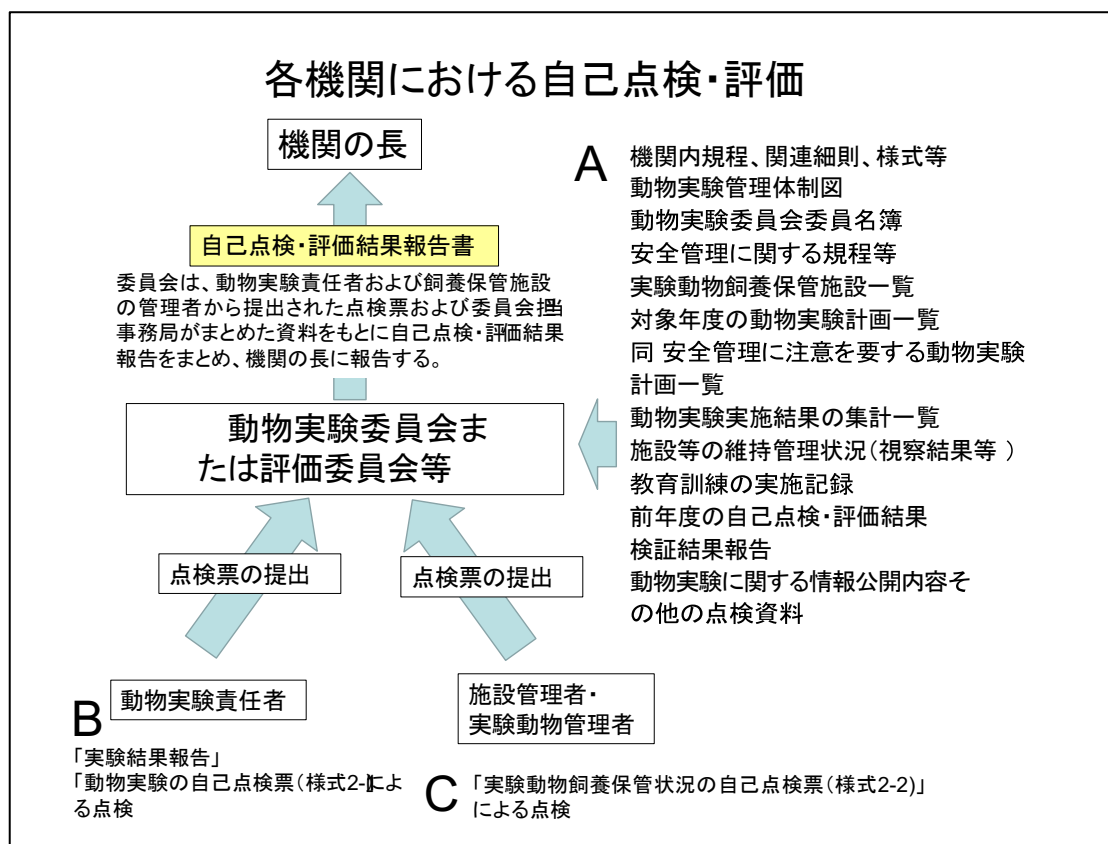 各機関における自己点検・評価
機関の長
自己点検・評価結果報告書
委員会は、動物実験責任者および飼養保管施設
の管理者から提出された点検票および委員会担当
事務局がまとめた資料をもとに自己点検・評価結果
報告をまとめ、機関の長に報告する。
動物実験委員会ま
たは評価委員会等
点検票の提出
点検票の提出
動物実験責任者
施設管理者・
実験動物管理者
A
機関内規程、関連細則、様式等
動物実験管理体制図
動物実験委員会委員名簿
安全管理に関する規程等
実験動物飼養保管施設一覧
対象年度の動物実験計画一覧
同 安全管理に注意を要する動物実験
計画一覧
動物実験実施結果の集計一覧
施設等の維持管理状況(視察結果等 )
教育訓練の実施記録
前年度の自己点検・評価結果
検証結果報告
動物実験に関する情報公開内容そ
の他の点検資料
B
「実験結果報告」
「動物実験の自己点検票(様式2-によ
る点検
C
「実験動物飼養保管状況の自己点検票(様式2-2)」
による点検